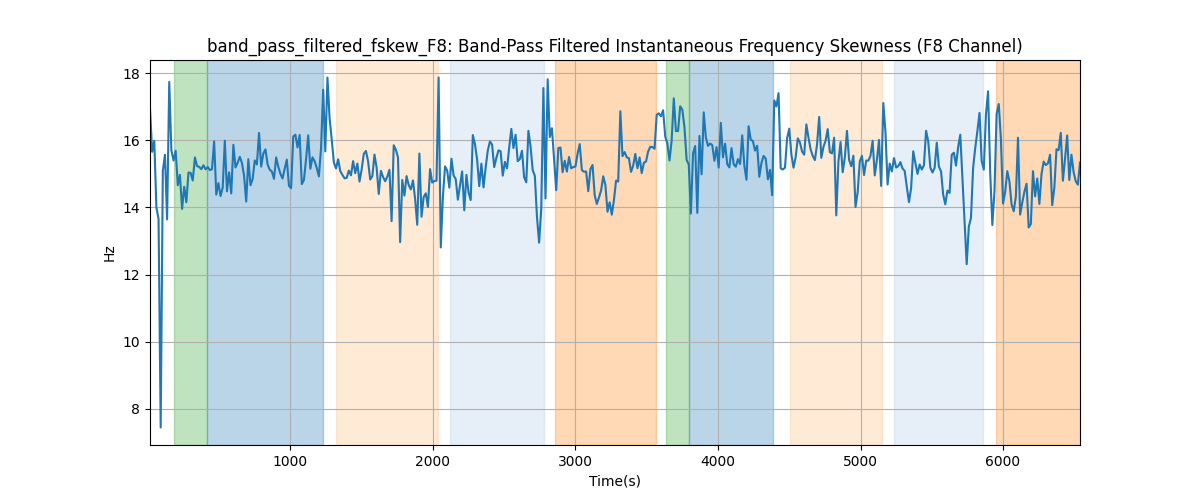 band_pass_filtered_fskew_F8: Band-Pass Filtered Instantaneous Frequency Skewness (F8 Channel)
18
16
14
12
10
8
Hz
1000 2000 3000 4000 5000 6000
Time(s)